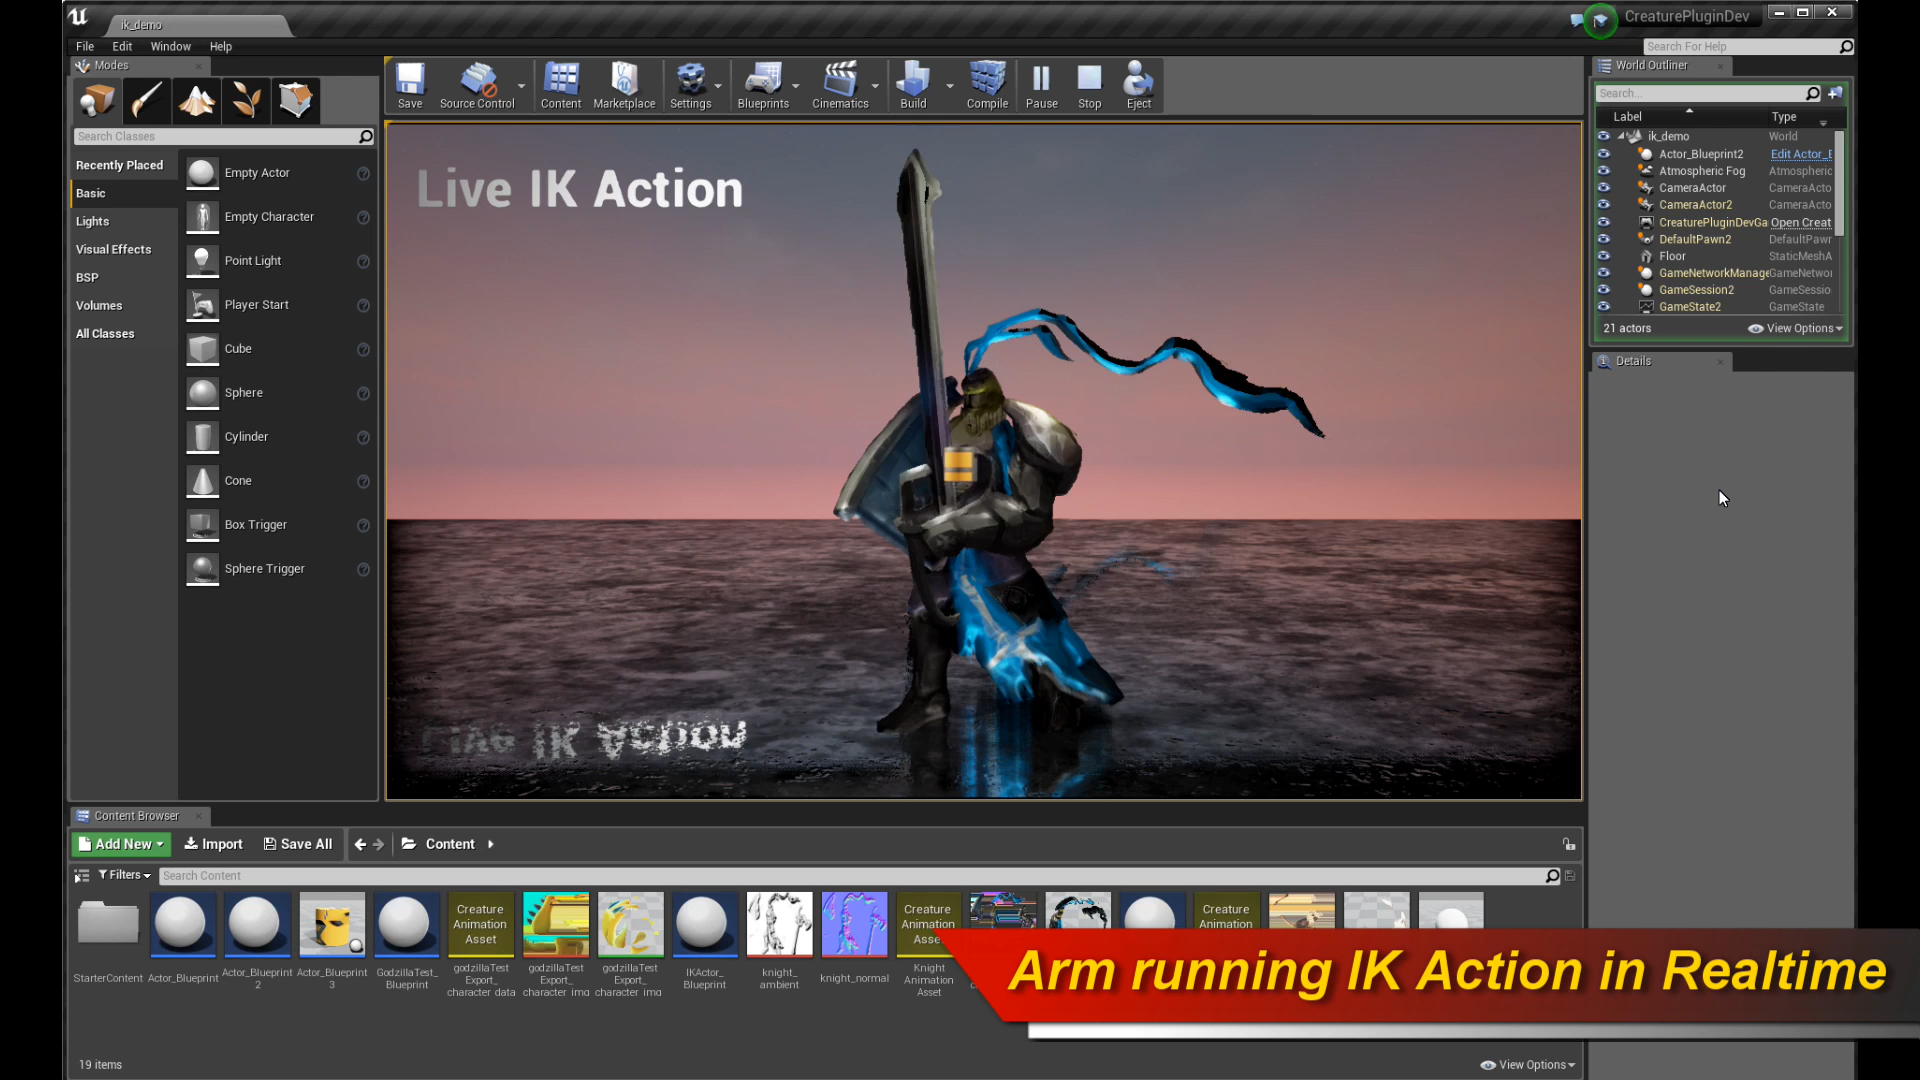 ik_demo
CreaturePluginDev
File Edit Window Help
Search For Help
Modes
World Outliner
Save Source Control Content Marketplace Settings Blueprints Cinematics Build Compile Pause Stop Eject
Search...
Label Type
Search Classes
ik_demo World
Actor_Blueprint2 Edit Actor_
Atmospheric Fog Atmospheric
CameraActor CameraActo
CameraActor2 CameraActo
CreaturePluginDevGa Open Creat
DefaultPawn2 DefaultPawn
Floor StaticMeshA
GameNetworkManage GameNetwor
GameSession2 GameSessio
GameState2 GameState
21 actors View Options
Details
Recently Placed
Basic
Lights
Visual Effects
BSP
Volumes
All Classes
Empty Actor
Empty Character
Point Light
Player Start
Cube
Sphere
Cylinder
Cone
Box Trigger
Sphere Trigger
Live IK Action
Content Browser
Add New Import Save All Content
Filters Search Content
StarterContent
Actor_Blueprint
Actor_Blueprint
2
Actor_Blueprint
3
GodzillaTest_
Blueprint
Creature
Animation
Asset
godzillaTest
Export_
character_data
godzillaTest
Export_
character_img
godzillaTest
Export_
character_img
IKActor_
Blueprint
knight_
ambient
knight_normal
Creature
Animation
Knight
Animation
Asset
Creature
Animation
Arm running IK Action in Realtime
19 items
View Options